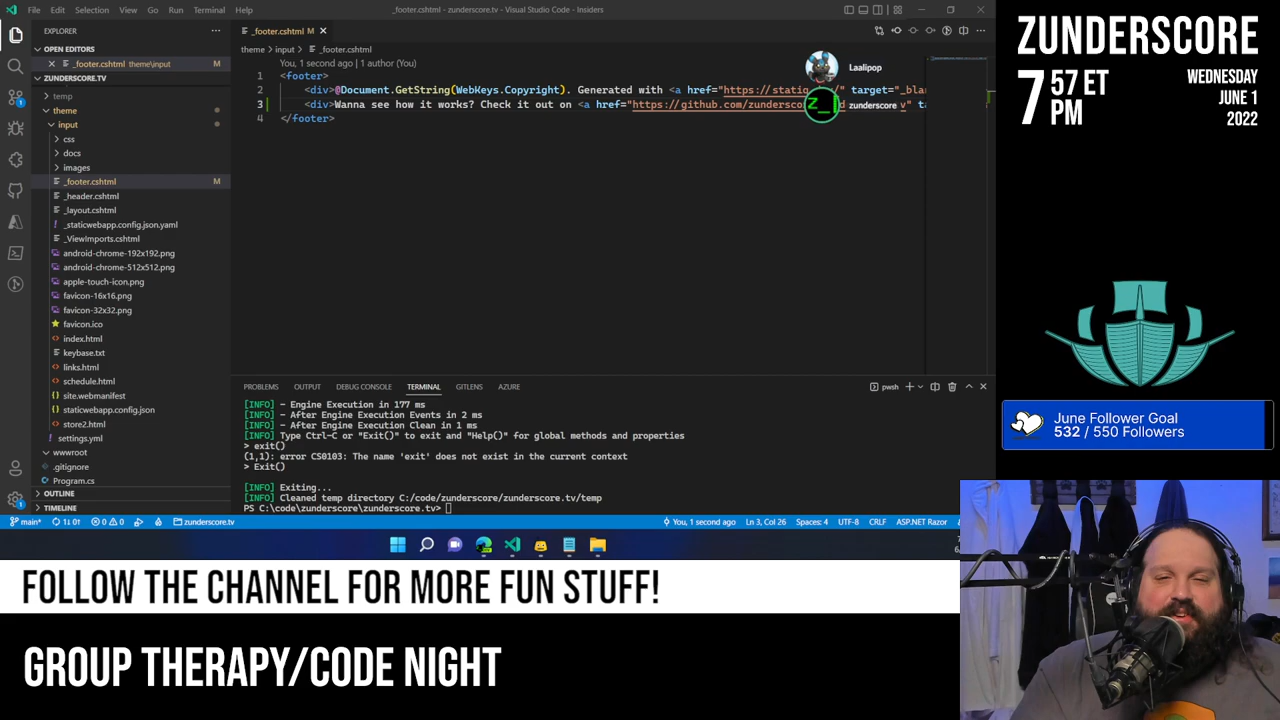 File Edit Selection View Go Run Terminal Help
_footer.cshtml - zunderscore.tv - Visual Studio Code - Insiders
EXPLORER
OPEN EDITORS
_footer.cshtml theme\input M
ZUNDERSCORE.TV
temp
theme
input
css
docs
images
_footer.cshtml M
_header.cshtml
_layout.cshtml
_staticwebapp.config.json.yaml
_ViewImports.cshtml
android-chrome-192x192.png
android-chrome-512x512.png
apple-touch-icon.png
favicon-16x16.png
favicon-32x32.png
favicon.ico
index.html
keybase.txt
links.html
schedule.html
site.webmanifest
staticwebapp.config.json
store2.html
settings.yml
wwwroot
.gitignore
Program.cs
OUTLINE
TIMELINE
_footer.cshtml M
theme > input > _footer.cshtml
You, 1 second ago | 1 author (You)
1 <footer>
2 <div>@Document.GetString(WebKeys.Copyright). Generated with <a href="https://statiq. /" target="_bla
3 <div>Wanna see how it works? Check it out on <a href="https://github.com/zundersco v" ta
4 </footer>
Laalipop
z_
zunderscore
PROBLEMS OUTPUT DEBUG CONSOLE TERMINAL GITLENS AZURE
pwsh
[INFO] - Engine Execution in 177 ms
[INFO] - After Engine Execution Events in 2 ms
[INFO] - After Engine Execution Clean in 1 ms
[INFO] Type Ctrl-C or "Exit()" to exit and "Help()" for global methods and properties
> exit()
(1,1): error CS0103: The name 'exit' does not exist in the current context
> Exit()
[INFO] Exiting...
[INFO] Cleaned temp directory C:/code/zunderscore/zunderscore.tv/temp
PS C:\code\zunderscore\zunderscore.tv>
main* 1↓ 0↑ 0 0 zunderscore.tv You, 1 second ago Ln 3, Col 26 Spaces: 4 UTF-8 CRLF ASP.NET Razor
ZUNDERSCORE
7 57 ET PM
WEDNESDAY
JUNE 1
2022
June Follower Goal
532 / 550 Followers
FOLLOW THE CHANNEL FOR MORE FUN STUFF!
GROUP THERAPY/CODE NIGHT